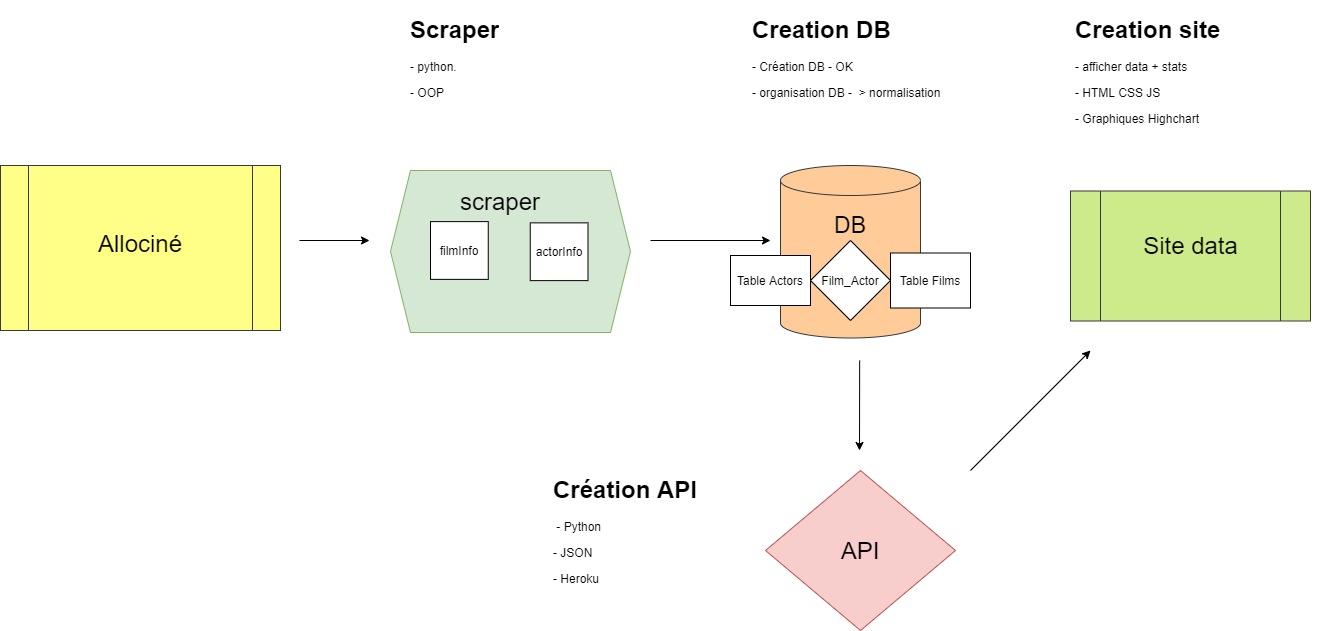 Scraper
- python.
- OOP
Creation DB
- Création DB - OK
- organisation DB -  > normalisation
Creation site
- afficher data + stats
- HTML CSS JS
- Graphiques Highchart
Allociné
scraper
filmInfo
actorInfo
DB
Table Actors
Film_Actor
Table Films
Site data
Création API
- Python
- JSON
- Heroku
API